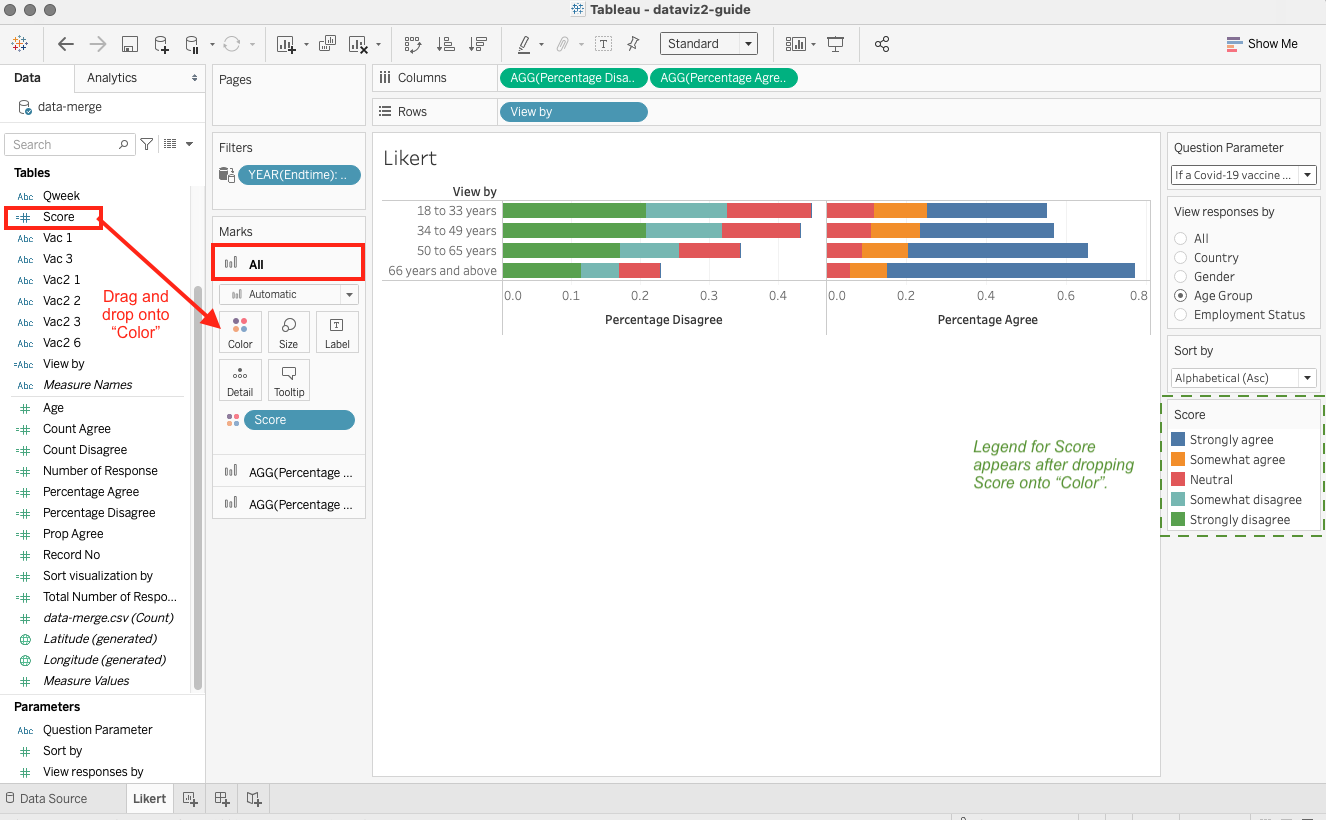 Tableau - dataviz2-guide
Standard
Show Me
Data
Analytics
data-merge
Search
Tables
Abc Qweek
Score
Abc Vac 1
Abc Vac 3
Abc Vac2 1
Abc Vac2 2
Abc Vac2 3
Abc Vac2 6
=Abc View by
Abc Measure Names
Age
Count Agree
Count Disagree
Number of Response
Percentage Agree
Percentage Disagree
Prop Agree
Record No
Sort visualization by
Total Number of Respo...
data-merge.csv (Count)
Latitude (generated)
Longitude (generated)
Measure Values
Parameters
Abc Question Parameter
Sort by
View responses by
Drag and
drop onto
“Color”
Pages
Filters
YEAR(Endtime): ..
Marks
All
Automatic
Color Size Label
Detail Tooltip
Score
AGG(Percentage ...
AGG(Percentage ...
Columns AGG(Percentage Disa.. AGG(Percentage Agre..
Rows View by
Likert
View by
18 to 33 years
34 to 49 years
50 to 65 years
66 years and above
0.0 0.1 0.2 0.3 0.4 0.0 0.2 0.4 0.6 0.8
Percentage Disagree Percentage Agree
Legend for Score
appears after dropping
Score onto “Color”.
Question Parameter
If a Covid-19 vaccine ...
View responses by
All
Country
Gender
Age Group
Employment Status
Sort by
Alphabetical (Asc)
Score
Strongly agree
Somewhat agree
Neutral
Somewhat disagree
Strongly disagree
Data Source
Likert